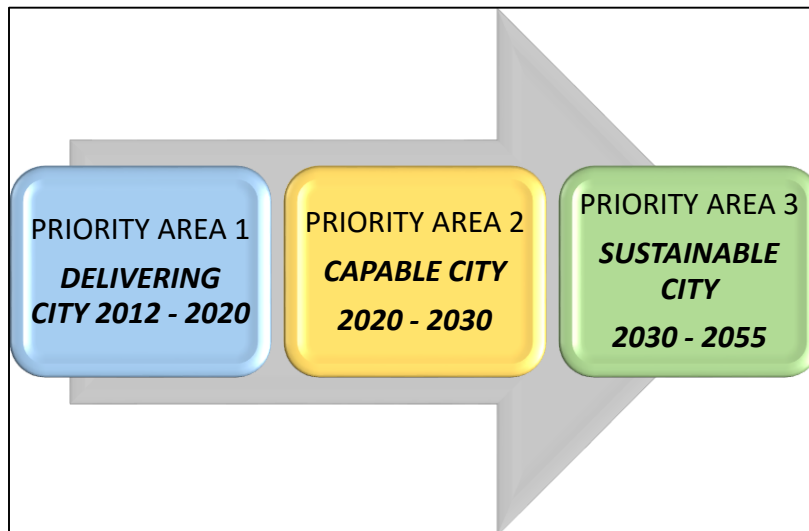 PRIORITY AREA 1
DELIVERING
CITY 2012 - 2020
PRIORITY AREA 2
CAPABLE CITY
2020 - 2030
PRIORITY AREA 3
SUSTAINABLE
CITY
2030 - 2055